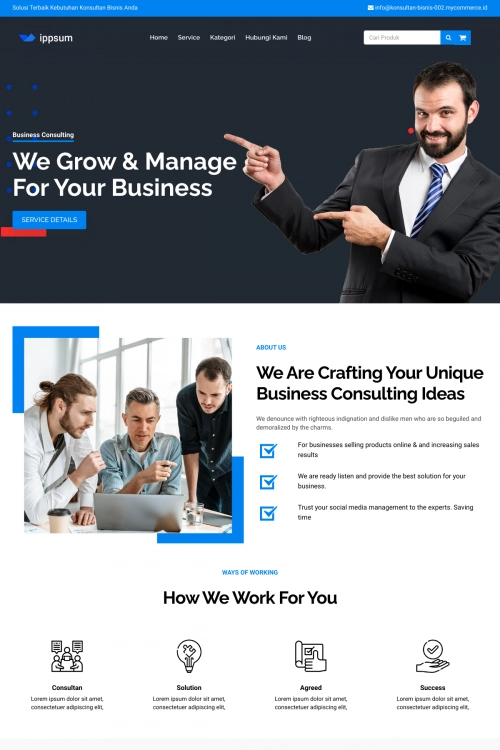 Solusi Terbaik Kebutuhan Konsultan Bisnis Anda
info@konsultan-bisnis-002.mycommerce.id
ippsum
Home Service Kategori Hubungi Kami Blog
Cari Produk
Business Consulting
We Grow & Manage
For Your Business
SERVICE DETAILS
ABOUT US
We Are Crafting Your Unique
Business Consulting Ideas
We denounce with righteous indignation and dislike men who are so beguiled and
demoralized by the charms.
For businesses selling products online & and increasing sales
results
We are ready listen and provide the best solution for your
business.
Trust your social media management to the experts. Saving
time
WAYS OF WORKING
How We Work For You
Consultan
Lorem ipsum dolor sit amet,
consectetuer adipiscing elit,
Solution
Lorem ipsum dolor sit amet,
consectetuer adipiscing elit,
Agreed
Lorem ipsum dolor sit amet,
consectetuer adipiscing elit,
Success
Lorem ipsum dolor sit amet,
consectetuer adipiscing elit,